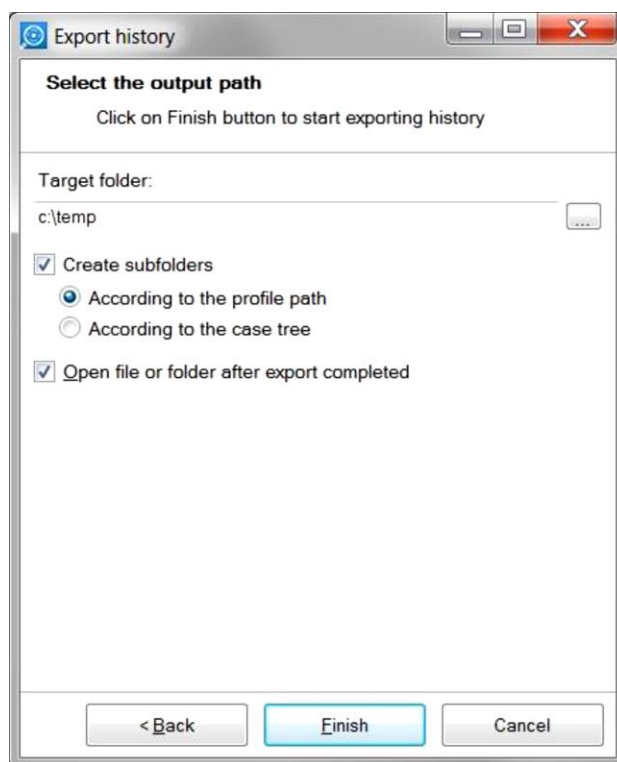 Export history
Select the output path
Click on Finish button to start exporting history
Target folder:
c:\temp
...
Create subfolders
According to the profile path
According to the case tree
Open file or folder after export completed
< Back
Finish
Cancel